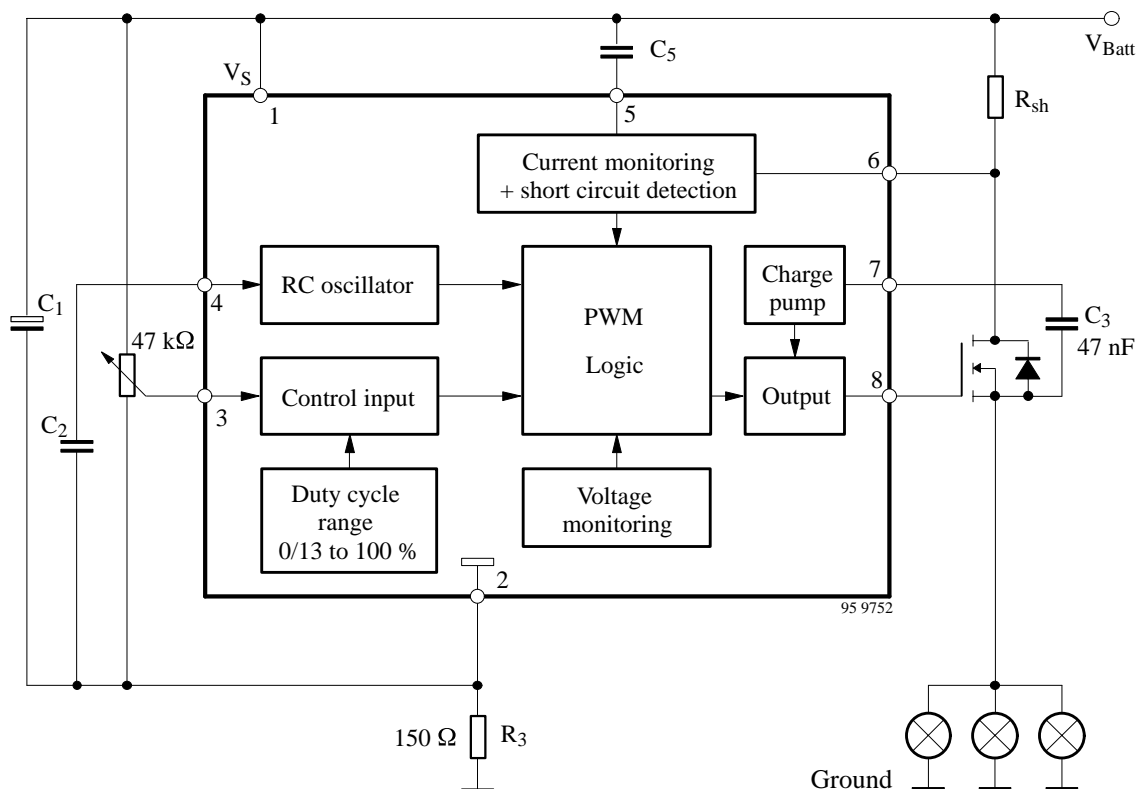 V_Batt
C_5
V_S
1
5
R_sh
Current monitoring
+ short circuit detection
6
C_1
4
RC oscillator
PWM
Logic
Charge
pump
7
C_3
47 nF
47 kΩ
3
Control input
Output
8
C_2
Duty cycle
range
0/13 to 100 %
Voltage
monitoring
2
95 9752
150 Ω
R_3
Ground